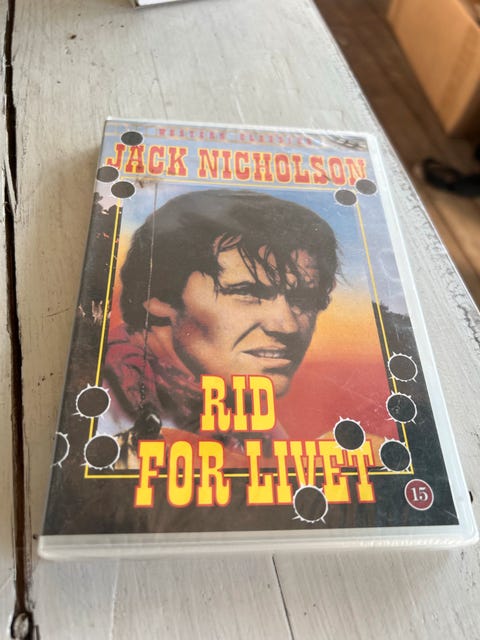 WESTERN CLASSICS
JACK NICHOLSON
RID
FOR LIVET
15